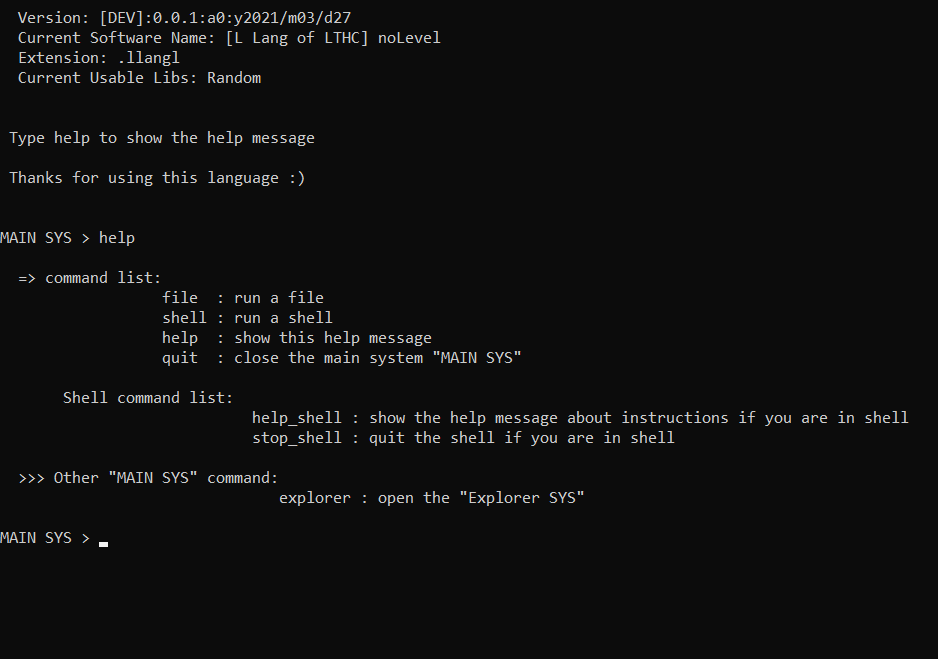 Version: [DEV]:0.0.1:a0:y2021/m03/d27
Current Software Name: [L Lang of LTHC] noLevel
Extension: .llangl
Current Usable Libs: Random
Type help to show the help message
Thanks for using this language :)
MAIN SYS > help
=> command list:
file  : run a file
shell : run a shell
help  : show this help message
quit  : close the main system "MAIN SYS"
Shell command list:
help_shell : show the help message about instructions if you are in shell
stop_shell : quit the shell if you are in shell
>>> Other "MAIN SYS" command:
explorer : open the "Explorer SYS"
MAIN SYS >